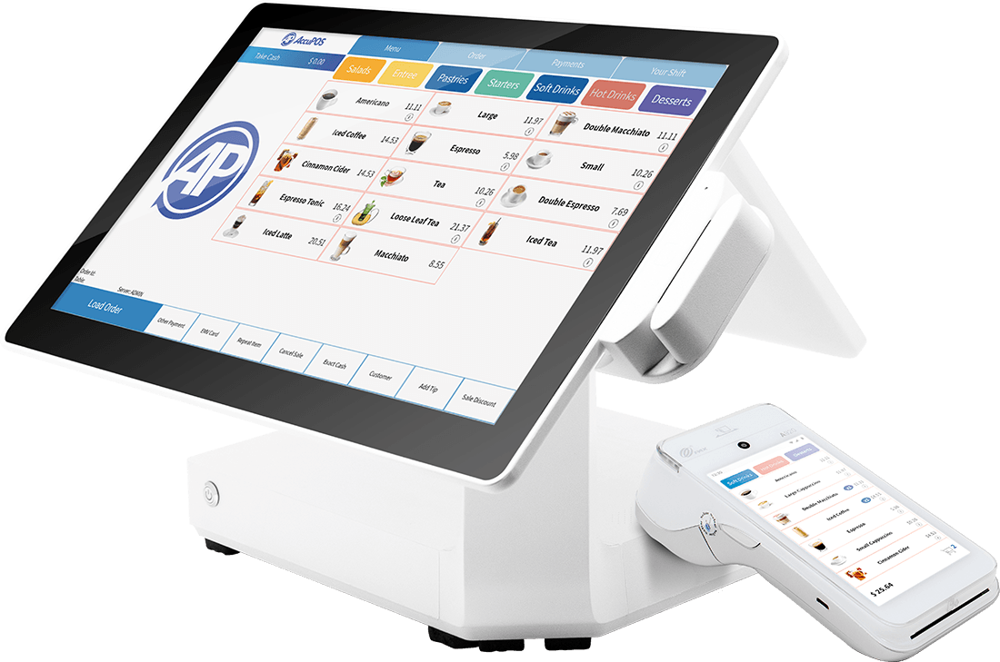 AccuPOS
Menu
Order
Payments
Your Shift
Take Cash $ 0.00
Salads
Entree
Pastries
Starters
Soft Drinks
Hot Drinks
Desserts
Americano 11.11
Large 11.97
Double Macchiato 11.11
Iced Coffee 14.53
Espresso 5.98
Small 10.26
Cinnamon Cider 14.53
Tea 10.26
Double Espresso 7.69
Espresso Tonic 16.24
Loose Leaf Tea 21.37
Iced Tea 11.97
Iced Latte 20.51
Macchiato 8.55
AP
Order Id:
Table:
Server: ADMIN
Load Order
Other Payment
EMV Card
Repeat Item
Cancel Sale
Exact Cash
Customer
Add Tip
Sale Discount
Soft Drinks
Hot Drinks
Desserts
Americano
Large Cappuccino
Double Macchiato
Iced Coffee
Espresso
Small Cappuccino
Cinnamon Cider
2
$ 25.64